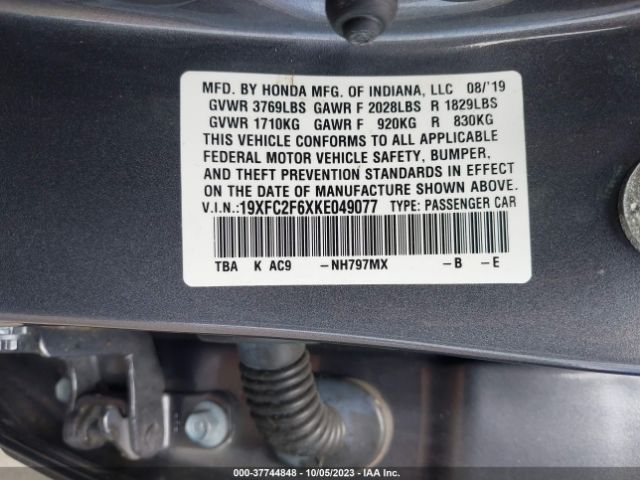 MFD. BY HONDA MFG. OF INDIANA, LLC 08/'19
GVWR 3769LBS GAWR F 2028LBS R 1829LBS
GVWR 1710KG GAWR F 920KG R 830KG
THIS VEHICLE CONFORMS TO ALL APPLICABLE
FEDERAL MOTOR VEHICLE SAFETY, BUMPER,
AND THEFT PREVENTION STANDARDS IN EFFECT
ON THE DATE OF MANUFACTURE SHOWN ABOVE.
V.I.N.:19XFC2F6XKE049077 TYPE: PASSENGER CAR
TBA K AC9 -NH797MX -B -E
000-37744848 - 10/05/2023 - IAA Inc.